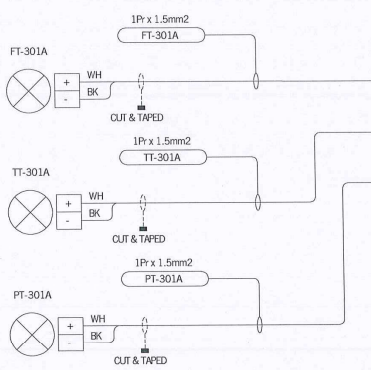 1Pr x 1.5mm2
FT-301A
FT-301A
+ WH
- BK
CUT & TAPED
1Pr x 1.5mm2
TT-301A
TT-301A
+ WH
- BK
CUT & TAPED
1Pr x 1.5mm2
PT-301A
PT-301A
+ WH
- BK
CUT & TAPED